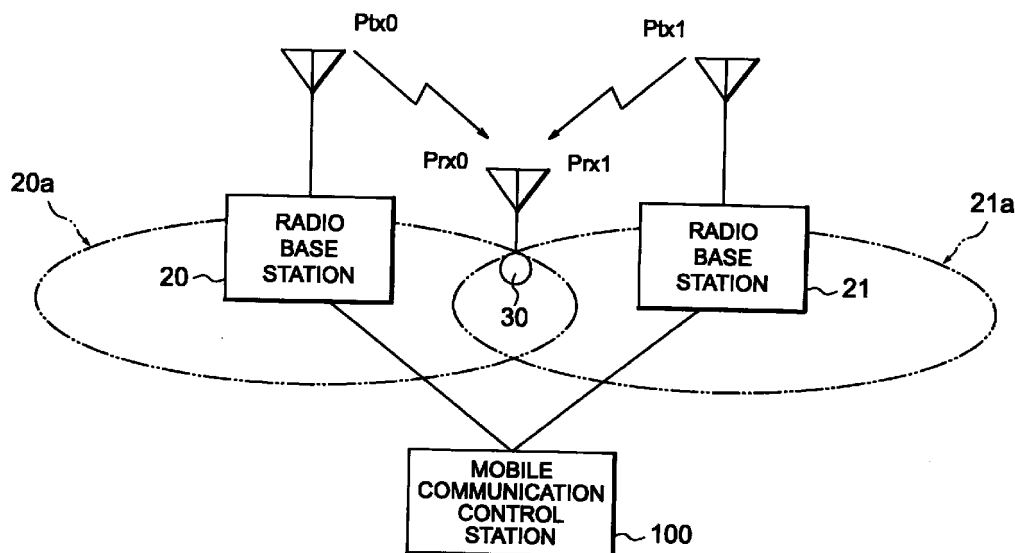 Ptx0
Ptx1
Prx0
Prx1
20a
21a
RADIO
BASE
STATION
20
RADIO
BASE
STATION
21
30
MOBILE
COMMUNICATION
CONTROL
STATION
100